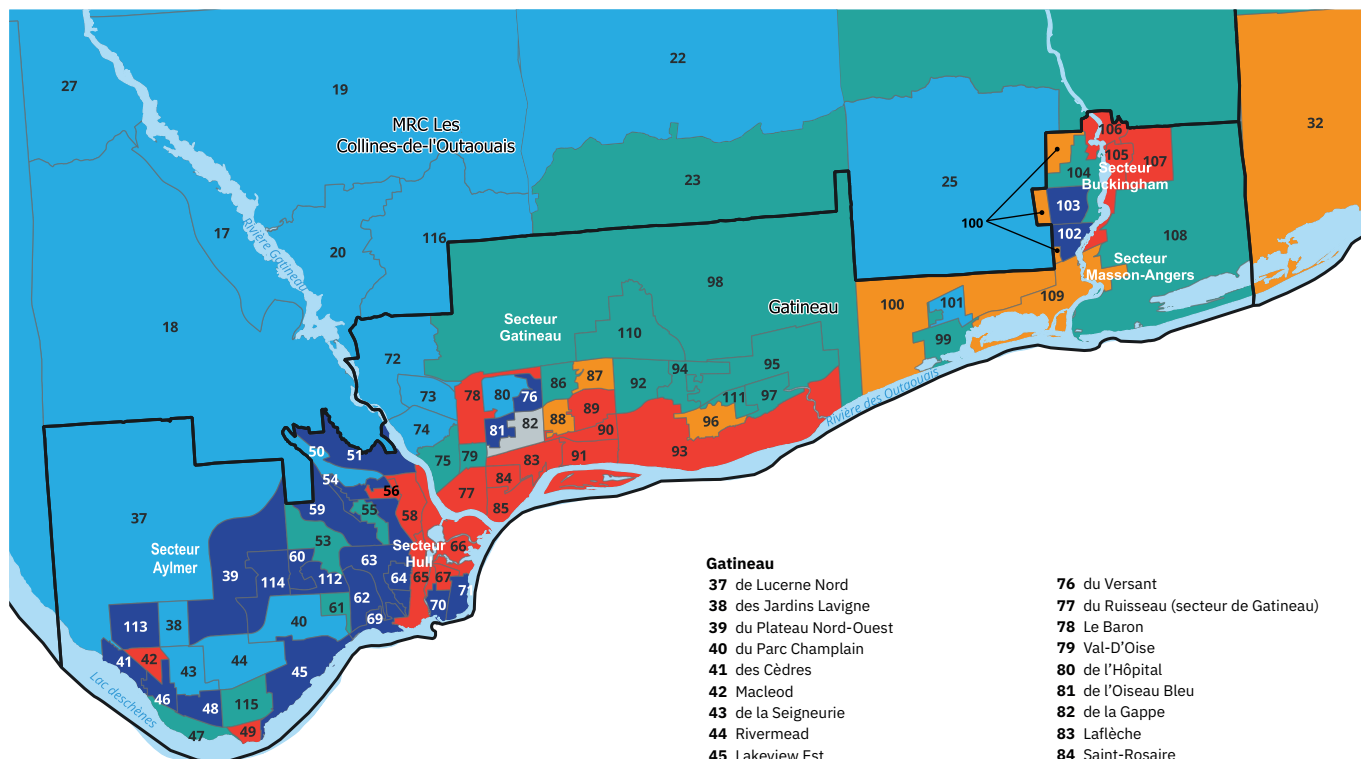 27
19
22
32
MRC Les
Collines-de-l'Outaouais
106
105
107
104
Secteur
Buckingham
23
25
103
100
102
108
17
Rivière Gatineau
20
116
Secteur
Masson-Angers
98
Gatineau
100
101
109
99
18
Secteur
Gatineau
110
72
95
94
73
78
80
76
86
87
92
111
97
89
88
96
82
81
74
90
93
Rivière des Outaouais
50
51
75
79
83
91
54
56
77
84
85
59
55
58
37
53
Secteur
Aylmer
Secteur
Hull
66
60
63
39
114
112
64
65
67
62
70
61
69
113
38
40
41
42
43
44
45
46
48
115
Lac deschênes
47
49
Gatineau
37 de Lucerne Nord
38 des Jardins Lavigne
39 du Plateau Nord-Ouest
40 du Parc Champlain
41 des Cèdres
42 Macleod
43 de la Seigneurie
44 Rivermead
45 Lakeview Est
76 du Versant
77 du Ruisseau (secteur de Gatineau)
78 Le Baron
79 Val-D'Oise
80 de l'Hôpital
81 de l'Oiseau Bleu
82 de la Gappe
83 Laflèche
84 Saint-Rosaire